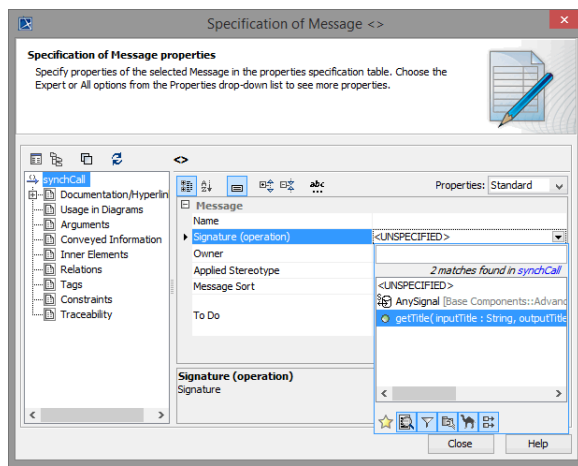 Specification of Message <>
Specification of Message properties
Specify properties of the selected Message in the properties specification table. Choose the
Expert or All options from the Properties drop-down list to see more properties.
synchCall
Documentation/Hyperlin
Usage in Diagrams
Arguments
Conveyed Information
Inner Elements
Relations
Tags
Constraints
Traceability
Properties: Standard
Message
Name
Signature (operation) <UNSPECIFIED>
Owner
Applied Stereotype
Message Sort
To Do
2 matches found in synchCall
<UNSPECIFIED>
AnySignal [Base Components::Advanc
getTitle( inputTitle : String, outputTitle
Signature (operation)
Signature
Close Help